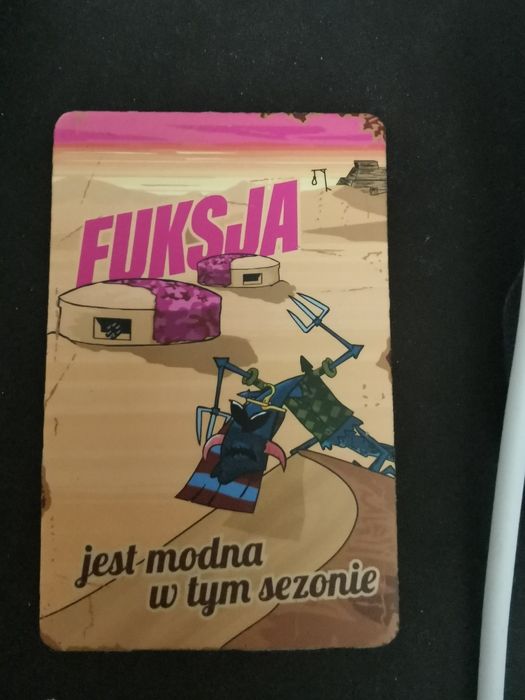 FUKSJA
jest modna
w tym sezonie